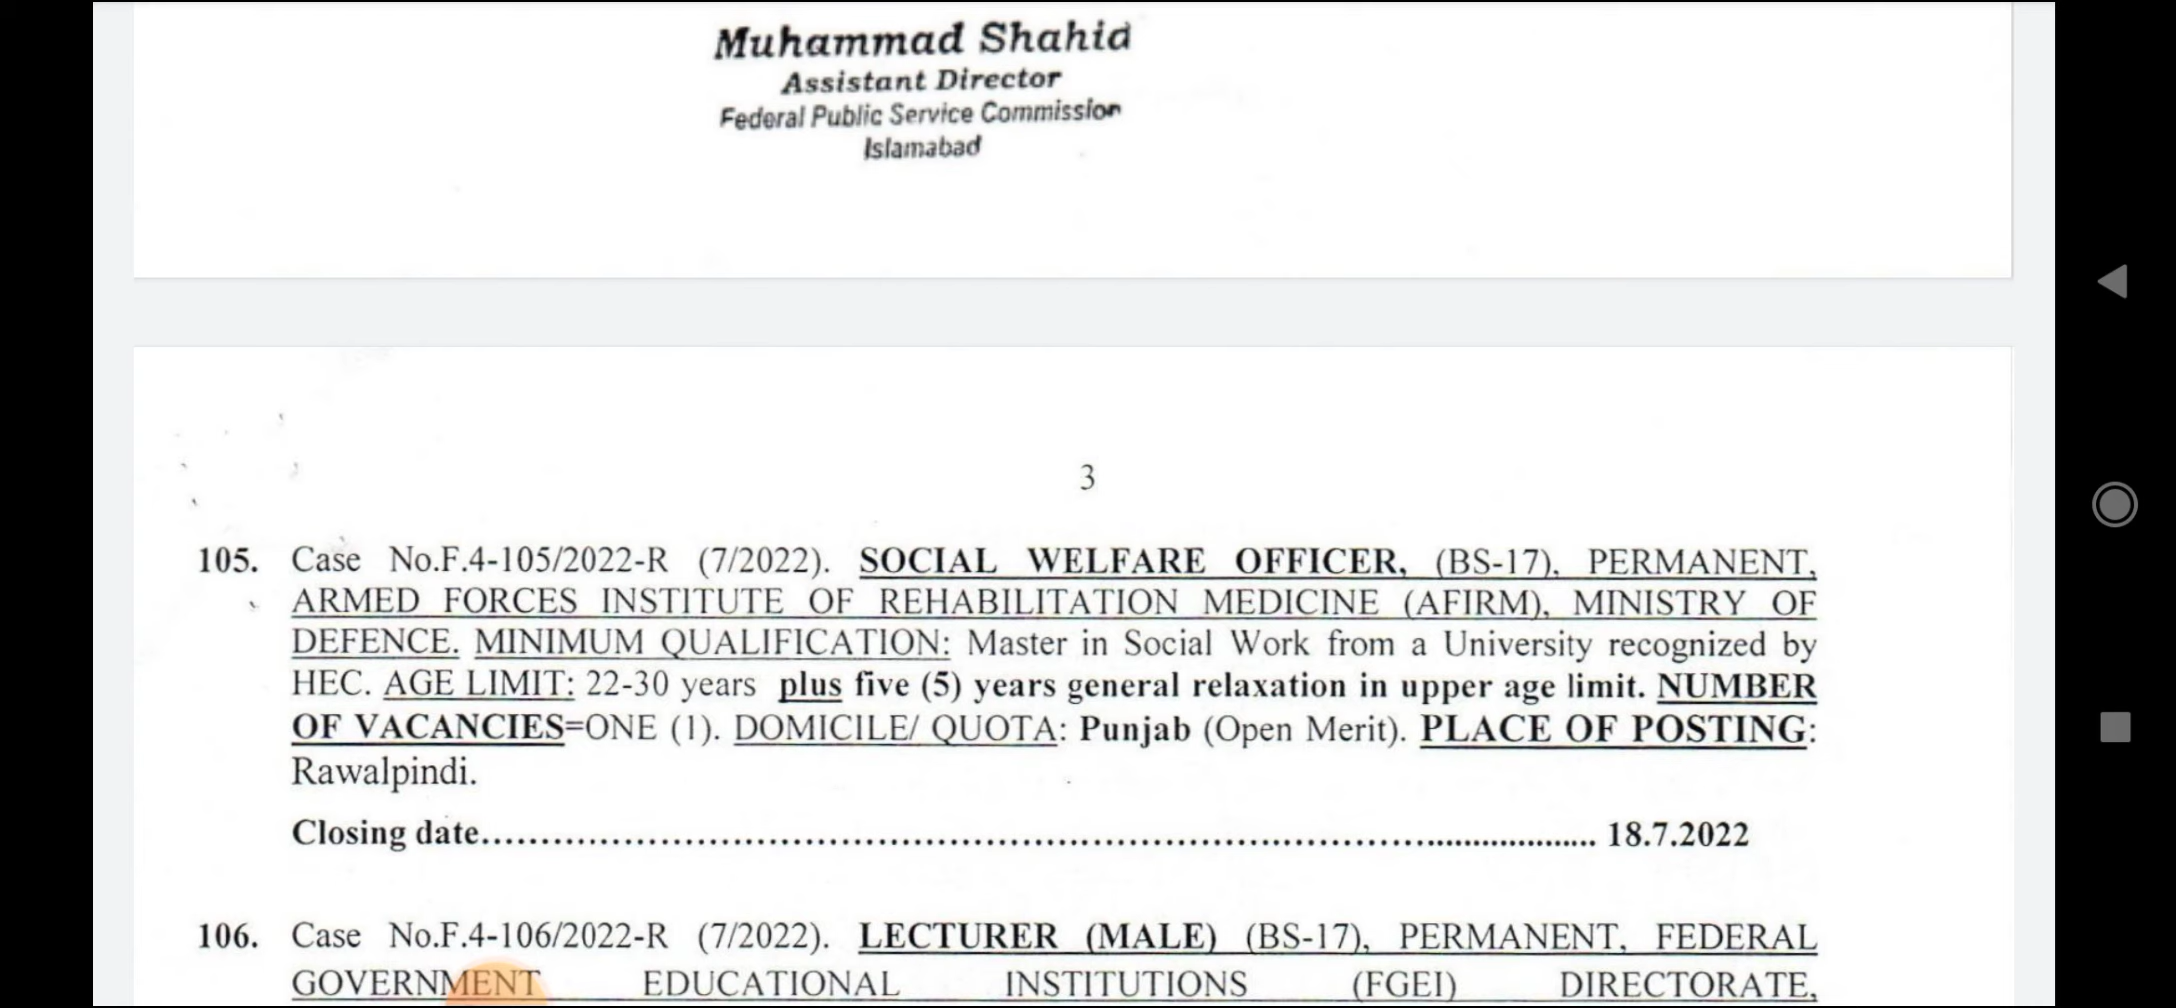 Muhammad Shahid
Assistant Director
Federal Public Service Commission
Islamabad
3
105. Case No.F.4-105/2022-R (7/2022). SOCIAL WELFARE OFFICER, (BS-17), PERMANENT,
ARMED FORCES INSTITUTE OF REHABILITATION MEDICINE (AFIRM), MINISTRY OF
DEFENCE. MINIMUM QUALIFICATION: Master in Social Work from a University recognized by
HEC. AGE LIMIT: 22-30 years plus five (5) years general relaxation in upper age limit. NUMBER
OF VACANCIES=ONE (1). DOMICILE/ QUOTA: Punjab (Open Merit). PLACE OF POSTING:
Rawalpindi.
Closing date.................................................................................................... 18.7.2022
106. Case No.F.4-106/2022-R (7/2022). LECTURER (MALE) (BS-17), PERMANENT, FEDERAL
GOVERNMENT EDUCATIONAL INSTITUTIONS (FGEI) DIRECTORATE,